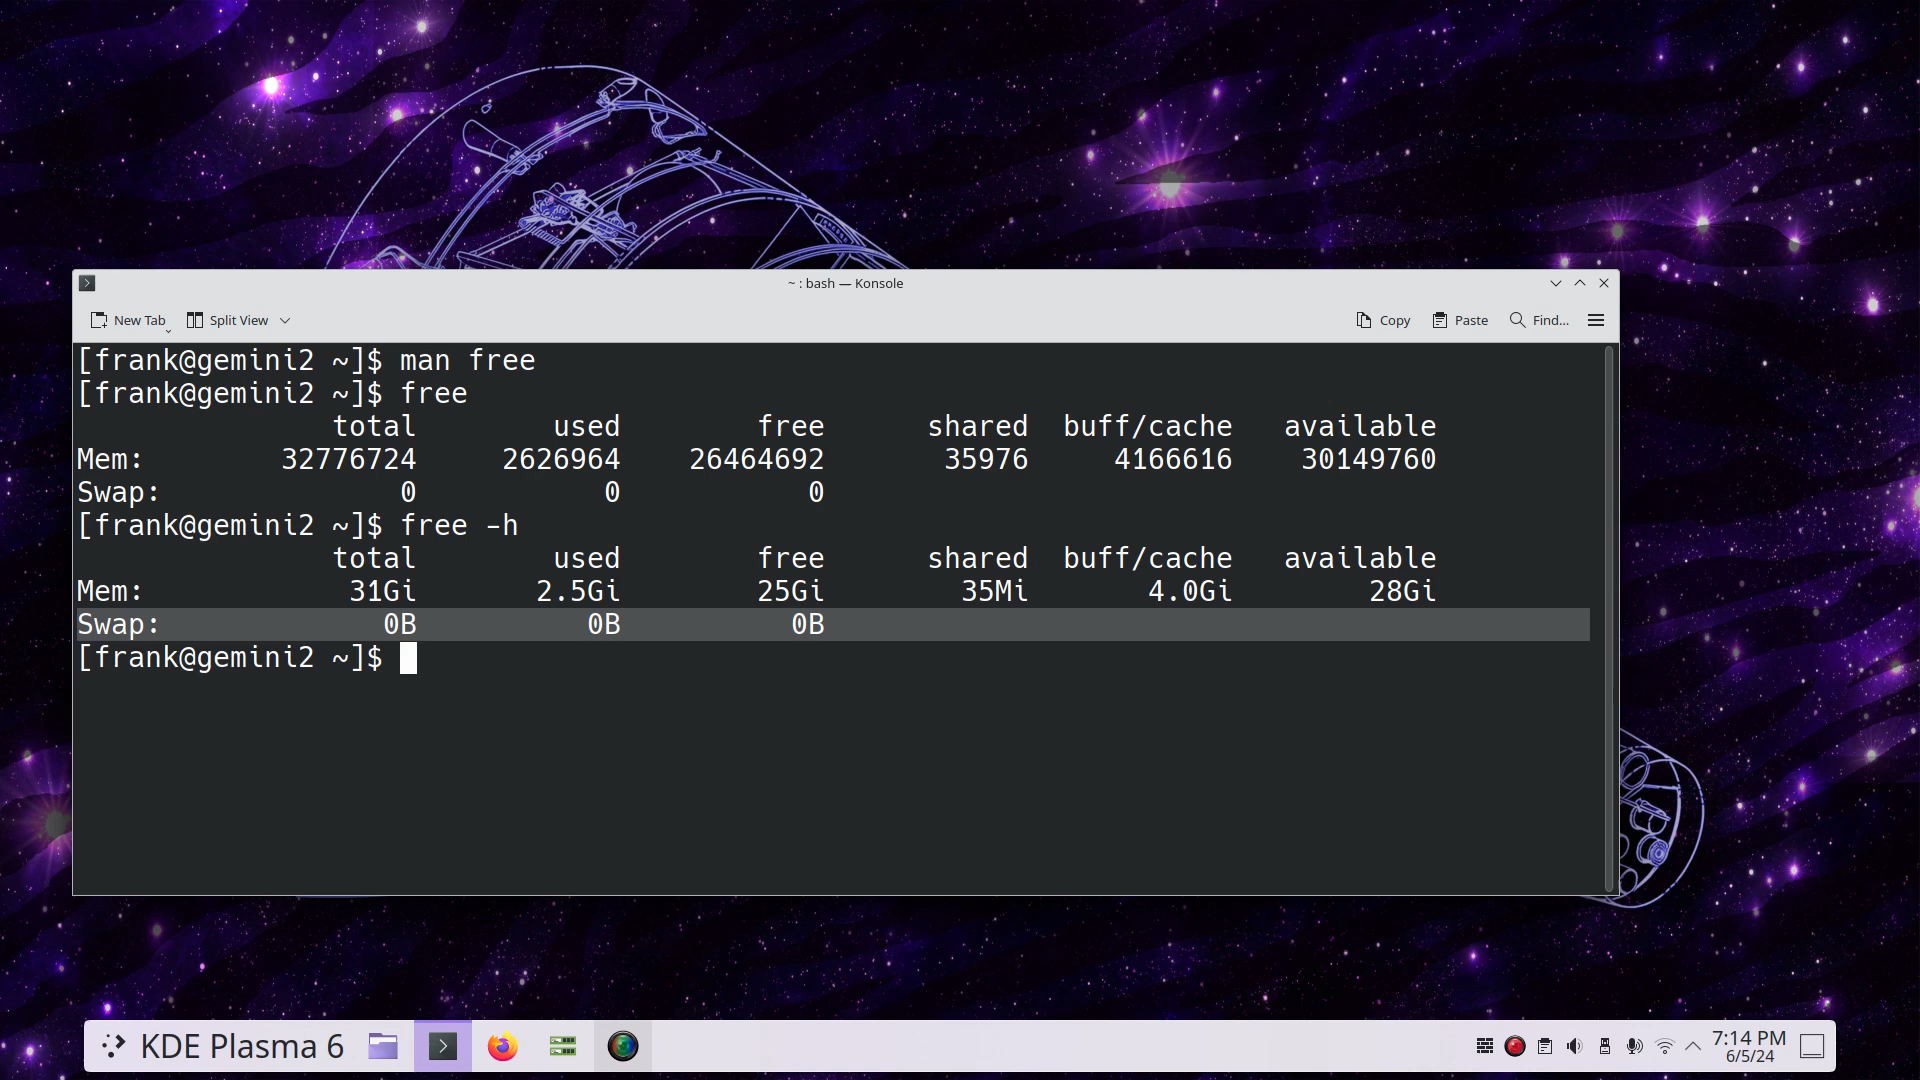 ~ : bash — Konsole
New Tab Split View Copy Paste Find...
[frank@gemini2 ~]$ man free
[frank@gemini2 ~]$ free
total used free shared buff/cache available
Mem: 32776724 2626964 26464692 35976 4166616 30149760
Swap: 0 0 0
[frank@gemini2 ~]$ free -h
total used free shared buff/cache available
Mem: 31Gi 2.5Gi 25Gi 35Mi 4.0Gi 28Gi
Swap: 0B 0B 0B
[frank@gemini2 ~]$
KDE Plasma 6 7:14 PM
6/5/24